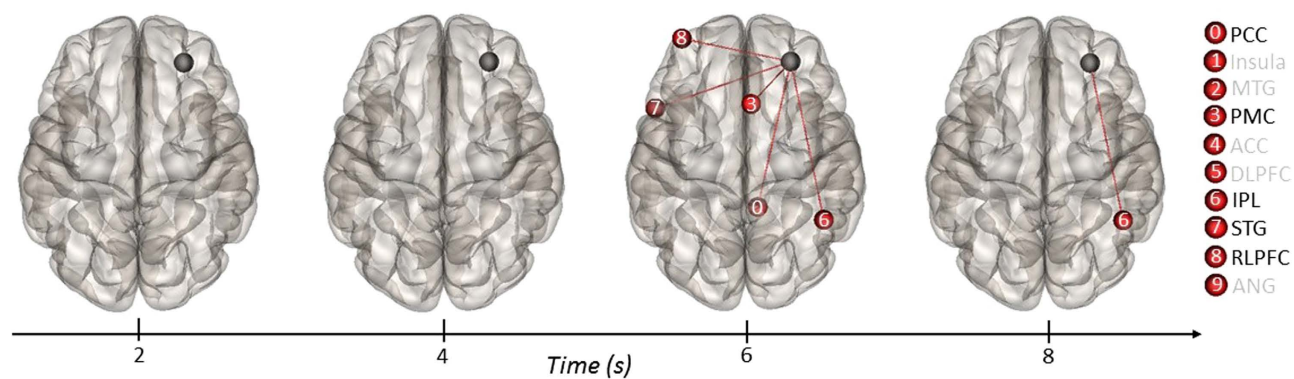 8
7
3
0
6
6
0 PCC
1 Insula
2 MTG
3 PMC
4 ACC
5 DLPFC
6 IPL
7 STG
8 RLPFC
9 ANG
2 4 6 8
Time (s)